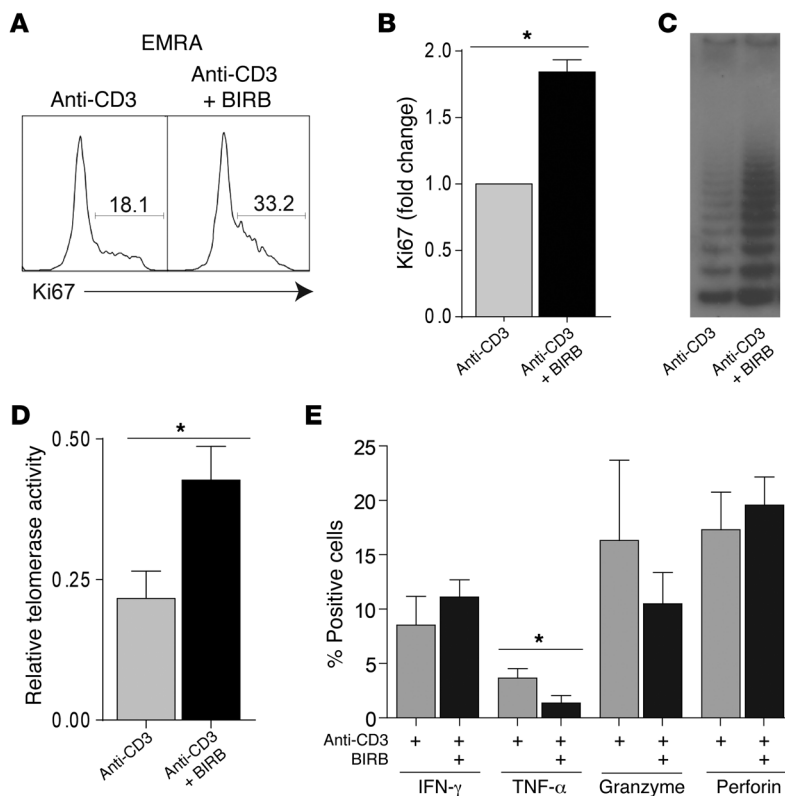 A
EMRA
Anti-CD3
Anti-CD3
+ BIRB
18.1
33.2
Ki67
B
*
2.0
1.5
1.0
0.5
0.0
Ki67 (fold change)
Anti-CD3
Anti-CD3
+ BIRB
C
Anti-CD3
Anti-CD3
+ BIRB
D
*
0.50
0.25
0.00
Relative telomerase activity
Anti-CD3
Anti-CD3
+ BIRB
E
25
20
15
10
5
0
% Positive cells
*
Anti-CD3 + + + + + + + +
BIRB + + + +
IFN-γ TNF-α Granzyme Perforin